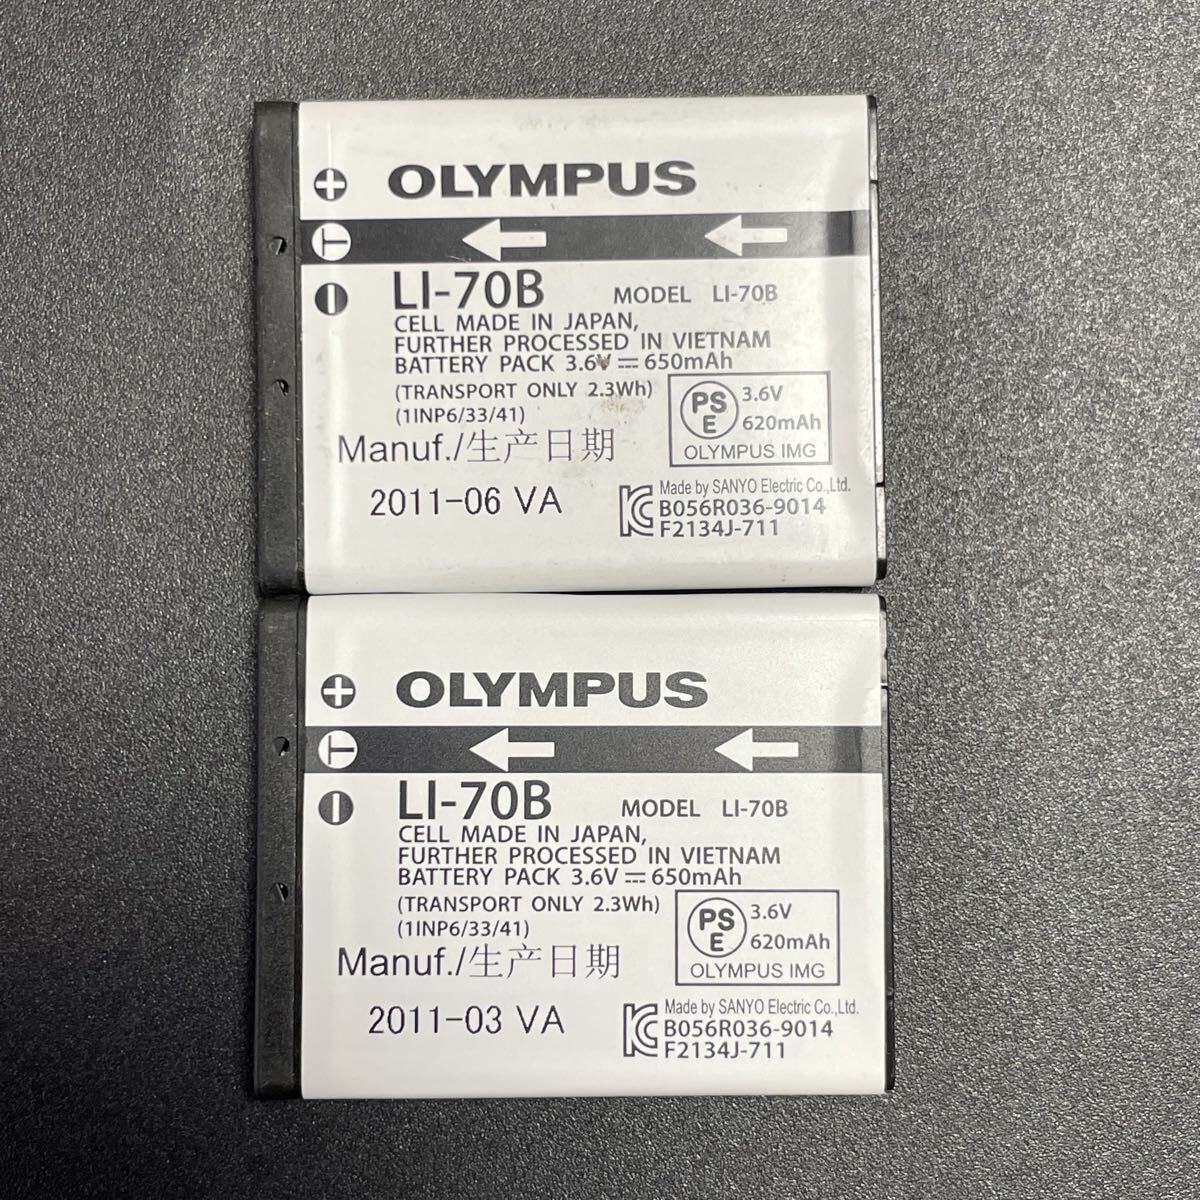 OLYMPUS
LI-70B MODEL LI-70B
CELL MADE IN JAPAN,
FURTHER PROCESSED IN VIETNAM
BATTERY PACK 3.6V⎓650mAh
(TRANSPORT ONLY 2.3Wh)
(1INP6/33/41)
PS
E
3.6V
620mAh
OLYMPUS IMG
Manuf./生产日期
2011-06 VA
Made by SANYO Electric Co.,Ltd.
B056R036-9014
F2134J-711
OLYMPUS
LI-70B MODEL LI-70B
CELL MADE IN JAPAN,
FURTHER PROCESSED IN VIETNAM
BATTERY PACK 3.6V⎓650mAh
(TRANSPORT ONLY 2.3Wh)
(1INP6/33/41)
PS
E
3.6V
620mAh
OLYMPUS IMG
Manuf./生产日期
2011-03 VA
Made by SANYO Electric Co.,Ltd.
B056R036-9014
F2134J-711